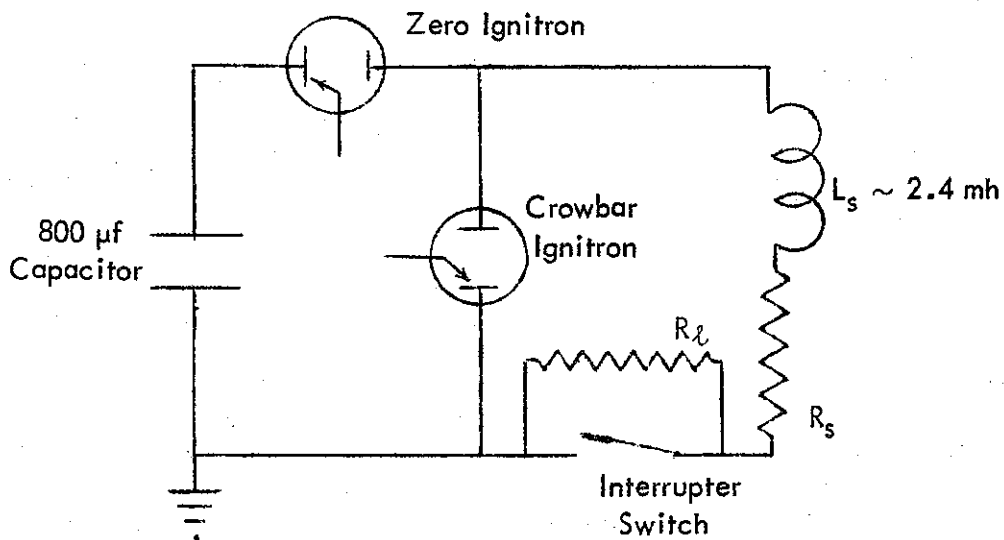 Zero Ignitron
800 µf
Capacitor
Crowbar
Ignitron
L_s ~ 2.4 mh
R_ℓ
R_s
Interrupter
Switch